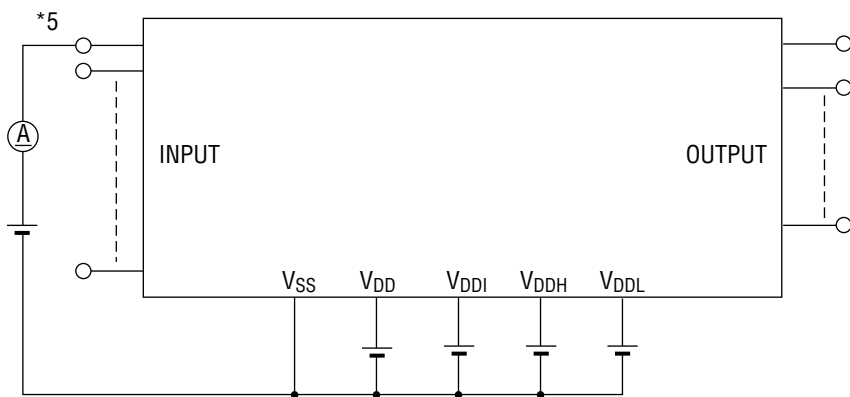 *5
A
INPUT
OUTPUT
VSS VDD VDDI VDDH VDDL